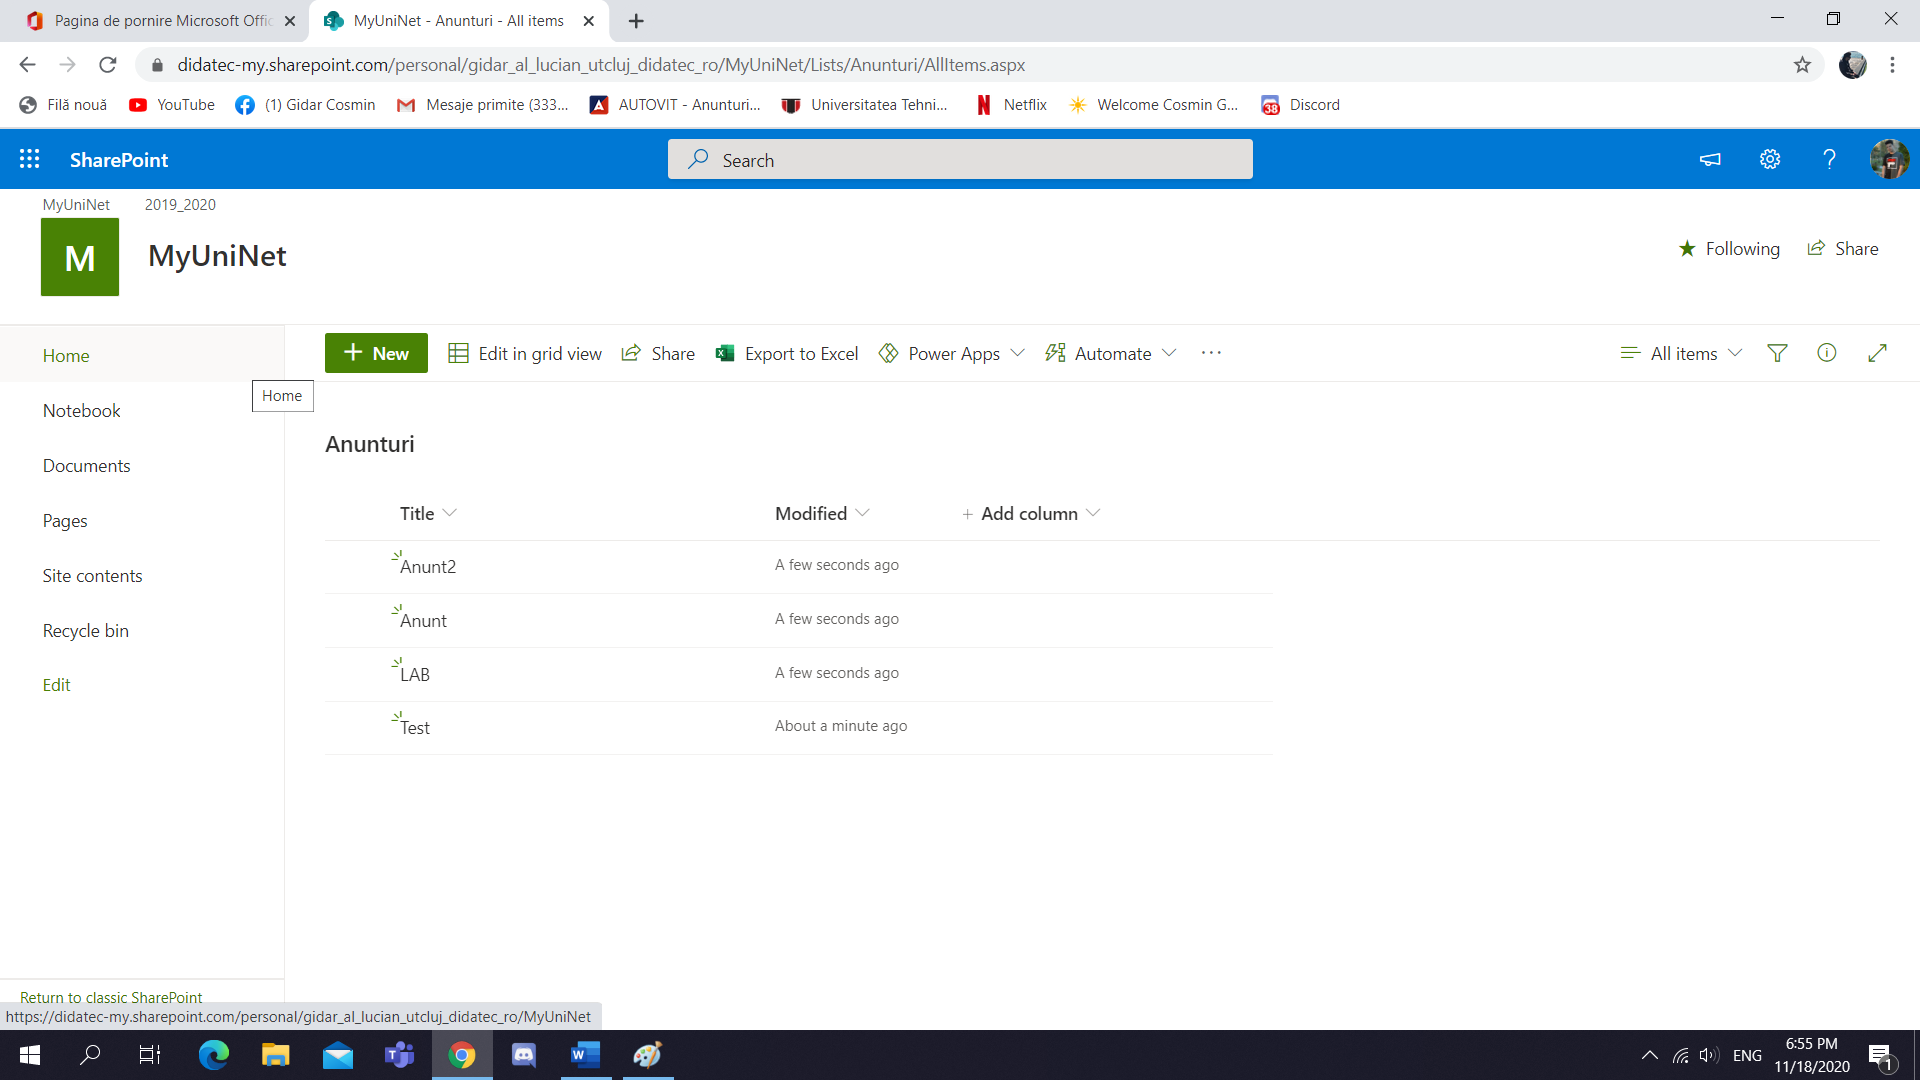 Pagina de pornire Microsoft Offic
MyUniNet - Anunturi - All items
didatec-my.sharepoint.com/personal/gidar_al_lucian_utcluj_didatec_ro/MyUniNet/Lists/Anunturi/AllItems.aspx
Filă nouă YouTube (1) Gidar Cosmin Mesaje primite (333... AUTOVIT - Anunturi... Universitatea Tehni... Netflix Welcome Cosmin G... 38 Discord
SharePoint Search ?
MyUniNet 2019_2020
M MyUniNet Following Share
Home
Home
Notebook
Documents
Pages
Site contents
Recycle bin
Edit
+ New Edit in grid view Share Export to Excel Power Apps Automate ... All items
Anunturi
Title Modified + Add column
Anunt2 A few seconds ago
Anunt A few seconds ago
LAB A few seconds ago
Test About a minute ago
Return to classic SharePoint
https://didatec-my.sharepoint.com/personal/gidar_al_lucian_utcluj_didatec_ro/MyUniNet
ENG 6:55 PM
11/18/2020 1